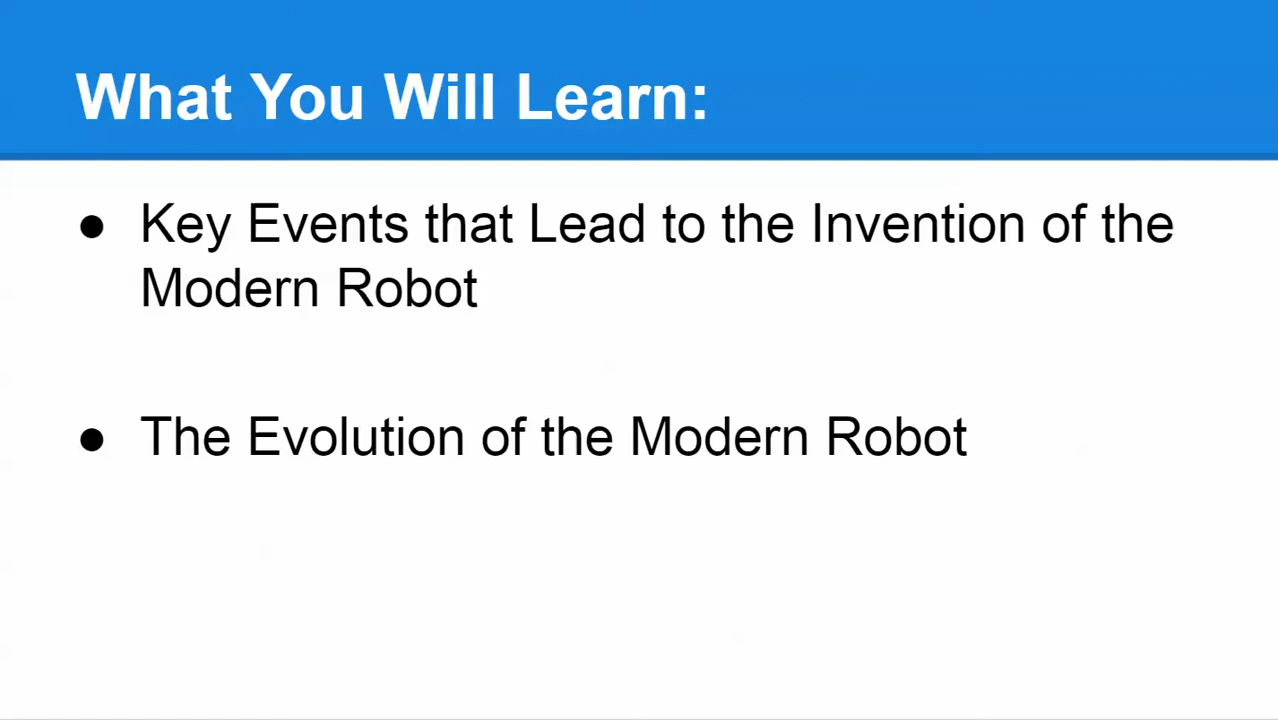 What You Will Learn:
● Key Events that Lead to the Invention of the
Modern Robot
● The Evolution of the Modern Robot